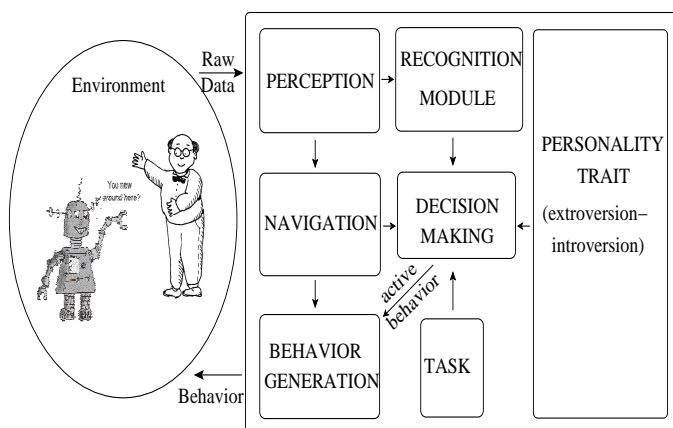 Environment
You new
around here?
Raw
Data
Behavior
PERCEPTION
RECOGNITION
MODULE
NAVIGATION
DECISION
MAKING
active
behavior
BEHAVIOR
GENERATION
TASK
PERSONALITY
TRAIT
(extroversion–
introversion)